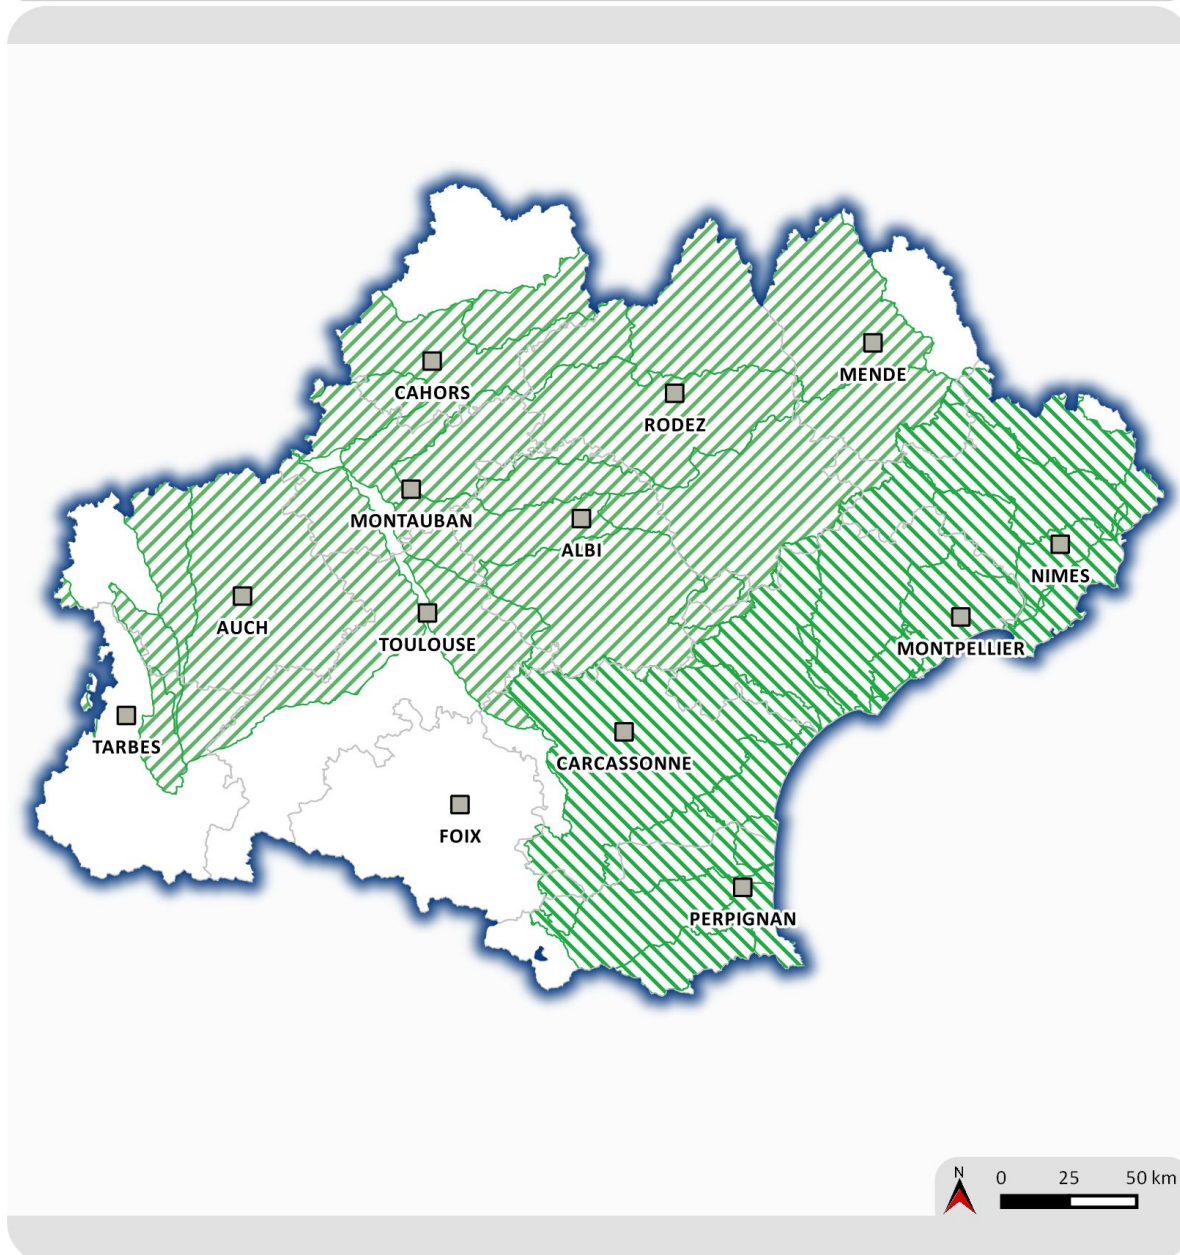 CAHORS
MENDE
RODEZ
MONTAUBAN
ALBI
NIMES
AUCH
TOULOUSE
MONTPELLIER
TARBES
CARCASSONNE
FOIX
PERPIGNAN
N
0 25 50 km